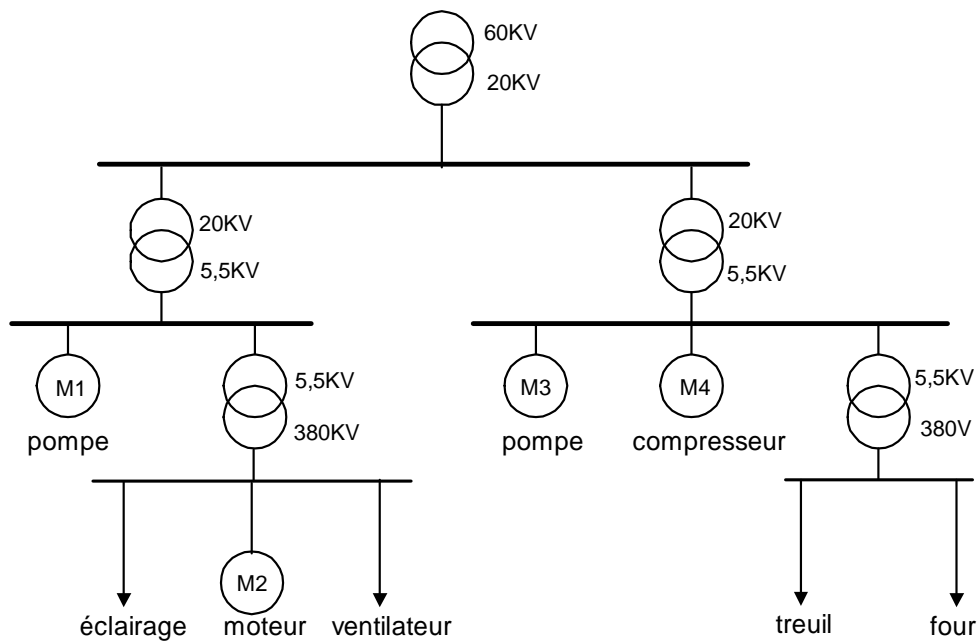 60KV
20KV
20KV
5,5KV
20KV
5,5KV
M1
pompe
5,5KV
380KV
M3
pompe
M4
compresseur
5,5KV
380V
éclairage
M2
moteur
ventilateur
treuil
four